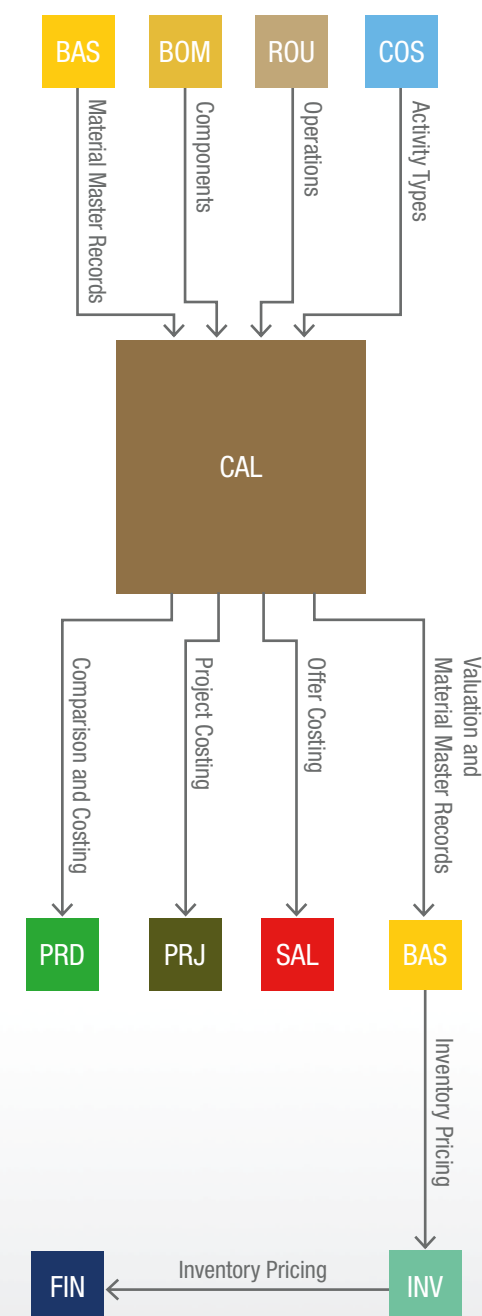 BAS
BOM
ROU
COS
Material Master Records
Components
Operations
Activity Types
CAL
Comparison and Costing
Project Costing
Offer Costing
Valuation and
Material Master Records
PRD
PRJ
SAL
BAS
Inventory Pricing
FIN
Inventory Pricing
INV